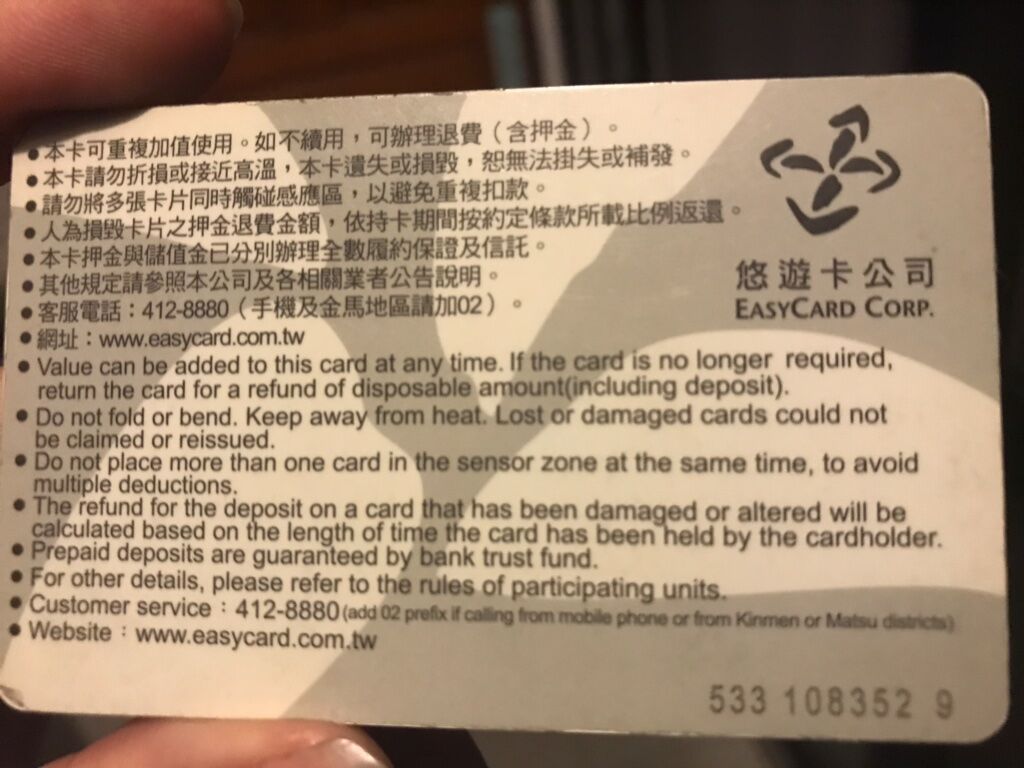 ●本卡可重複加值使用。如不續用，可辦理退費（含押金）。
●本卡請勿折損或接近高溫，本卡遺失或損毀，恕無法掛失或補發。
●請勿將多張卡片同時觸碰感應區，以避免重複扣款。
●人為損毀卡片之押金退費金額，依持卡期間按約定條款所載比例返還。
●本卡押金與儲值金已分別辦理全數履約保證及信託。
●其他規定請參照本公司及各相關業者公告說明。
●客服電話：412-8880（手機及金馬地區請加02）。
●網址：www.easycard.com.tw
悠遊卡公司
EASYCARD CORP.
●Value can be added to this card at any time. If the card is no longer required,
return the card for a refund of disposable amount(including deposit).
●Do not fold or bend. Keep away from heat. Lost or damaged cards could not
be claimed or reissued.
●Do not place more than one card in the sensor zone at the same time, to avoid
multiple deductions.
●The refund for the deposit on a card that has been damaged or altered will be
calculated based on the length of time the card has been held by the cardholder.
●Prepaid deposits are guaranteed by bank trust fund.
●For other details, please refer to the rules of participating units.
●Customer service：412-8880(add 02 prefix if calling from mobile phone or from Kinmen or Matsu districts)
●Website：www.easycard.com.tw
533 108352 9